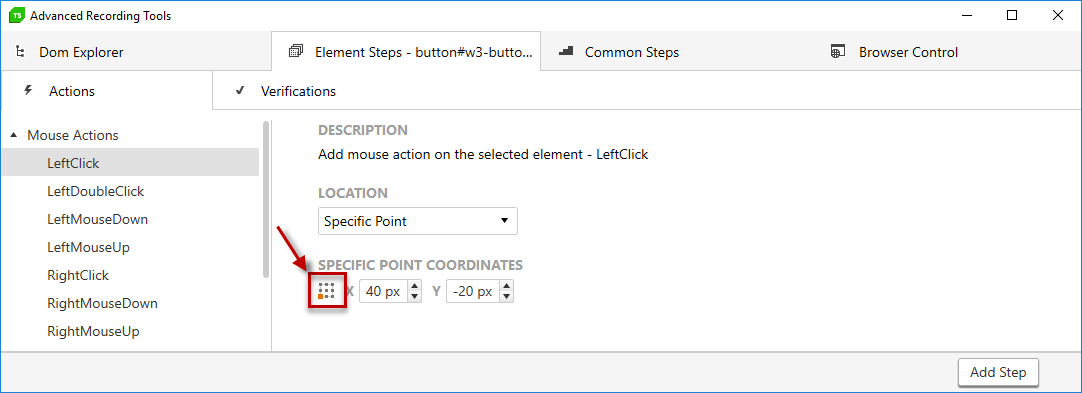 TS Advanced Recording Tools
Dom Explorer
Element Steps - button#w3-butto...
Common Steps
Browser Control
Actions
Verifications
Mouse Actions
LeftClick
LeftDoubleClick
LeftMouseDown
LeftMouseUp
RightClick
RightMouseDown
RightMouseUp
DESCRIPTION
Add mouse action on the selected element - LeftClick
LOCATION
Specific Point
SPECIFIC POINT COORDINATES
X 40 px Y -20 px
Add Step